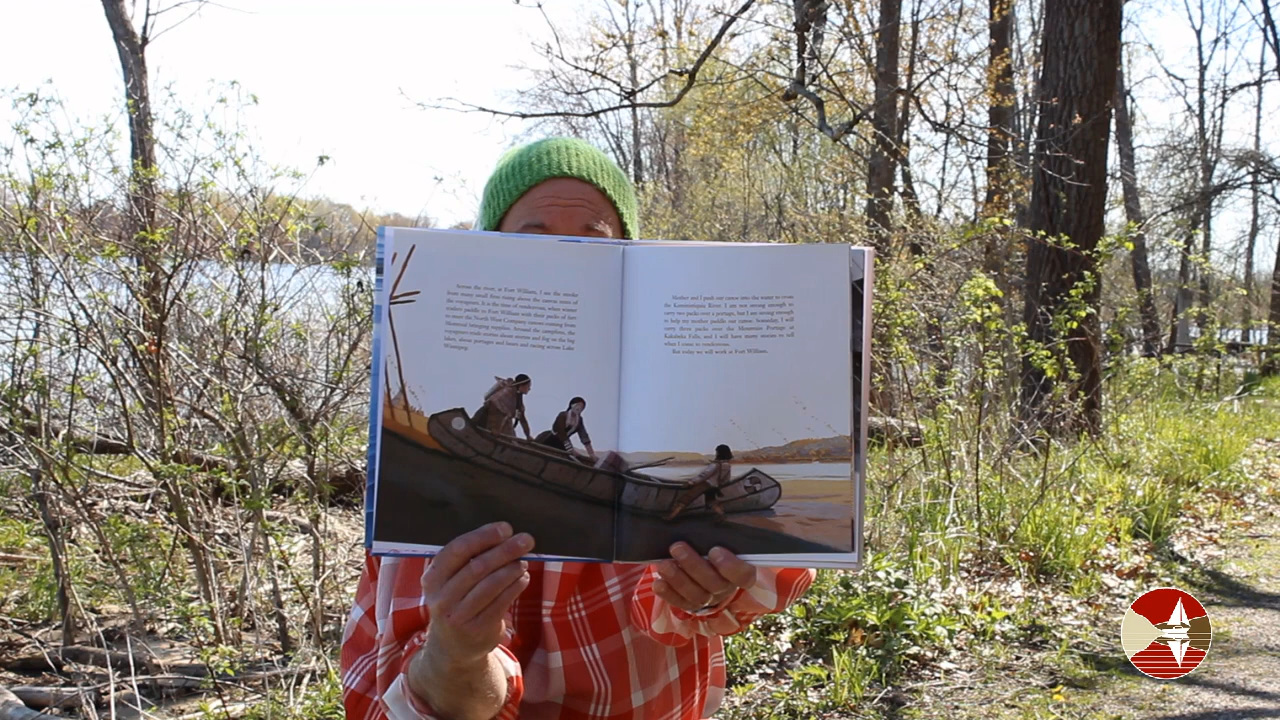 Across the river, at Fort William, I see the smoke
from many small fires rising above the canvas tents of
the voyageurs. It is the time of rendezvous, when winter
traders paddle to Fort William with their packs of furs
to meet the North West Company canoes coming from
Montreal bringing supplies. Around the campfires, the
voyageurs trade stories about storms and fog on the big
lakes, about portages and bears and racing across Lake
Winnipeg.
Mother and I push our canoe into the water to cross
the Kaministiquia River. I am not strong enough to
carry two packs over a portage, but I am strong enough
to help my mother paddle our canoe. Someday, I will
carry three packs over the Mountain Portage at
Kakabeka Falls, and I will have many stories to tell
when I come to rendezvous.
But today we will work at Fort William.